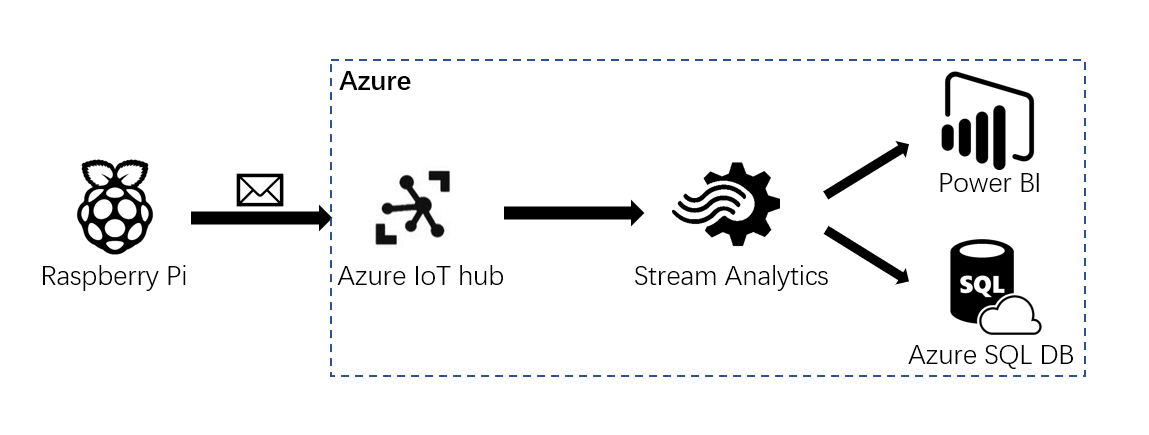 Azure
Raspberry Pi
Azure IoT hub
Stream Analytics
Power BI
SQL
Azure SQL DB